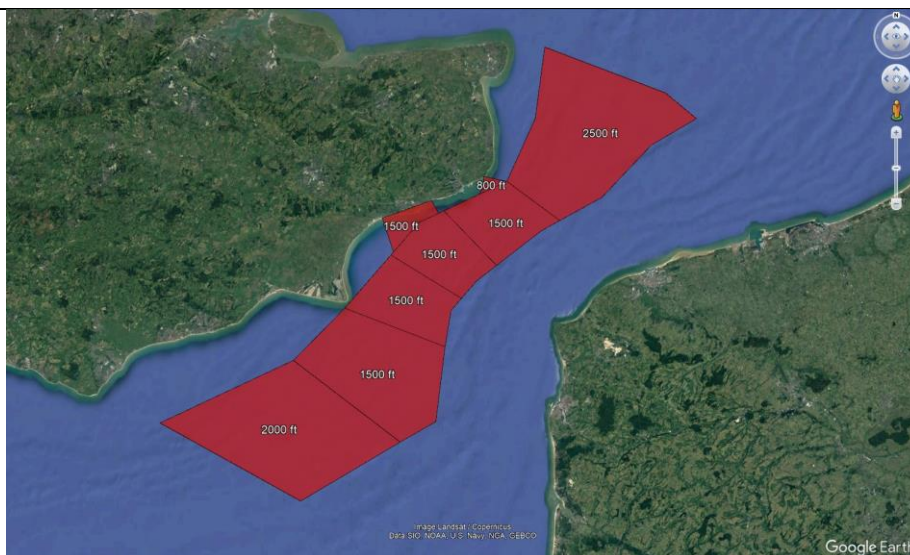 N
2500 ft
800 ft
1500 ft
1500 ft
1500 ft
1500 ft
1500 ft
2000 ft
Image Landsat / Copernicus
Data SIO, NOAA, U.S. Navy, NGA, GEBCO
Google Earth